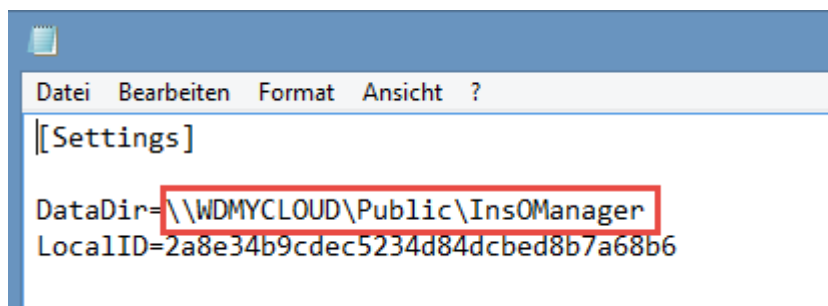 Datei Bearbeiten Format Ansicht ?
[Settings]
DataDir=\\WDMYCLOUD\Public\InsOManager
LocalID=2a8e34b9cdec5234d84dcbed8b7a68b6